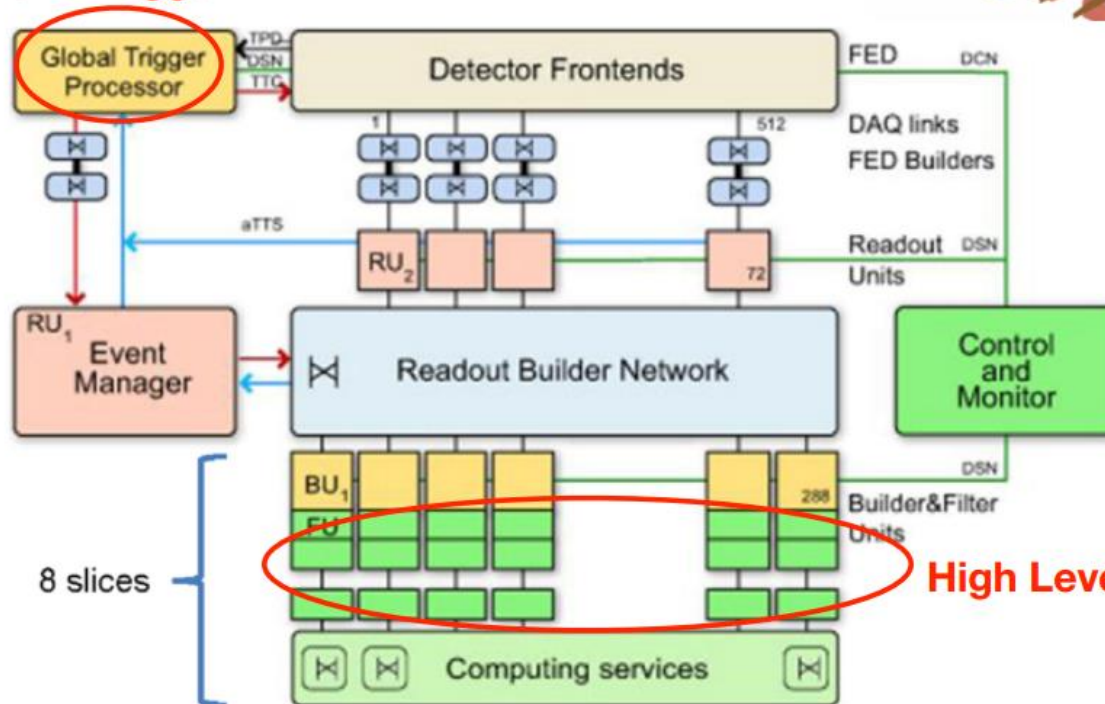 TPD
Global Trigger
Processor
DSN
TTC
Detector Frontends
FED
DCN
1
512
DAQ links
FED Builders
aTTS
RU2
72
Readout
Units
DSN
RU1
Event
Manager
Readout Builder Network
Control
and
Monitor
DSN
BU1
288
Builder&Filter
Units
FU
8 slices
High Leve
Computing services